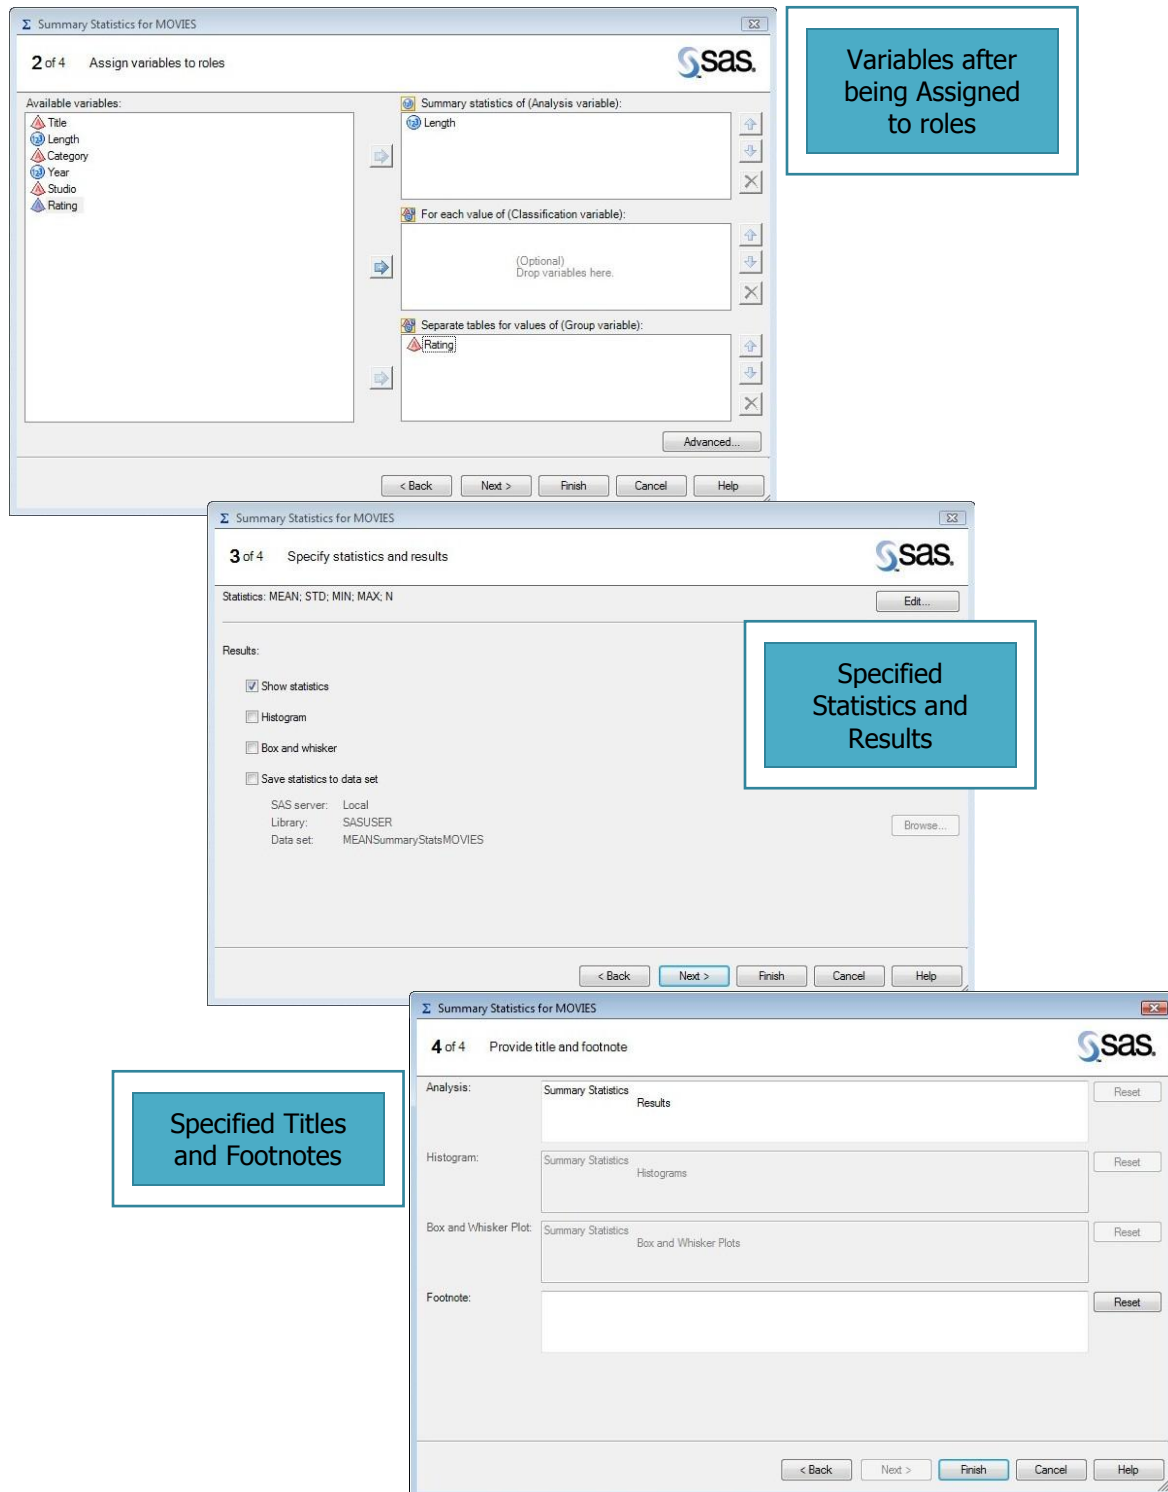 Σ Summary Statistics for MOVIES
2 of 4 Assign variables to roles
sas.
Variables after
being Assigned
to roles
Available variables:
Title
Length
Category
Year
Studio
Rating
Summary statistics of (Analysis variable):
Length
For each value of (Classification variable):
(Optional)
Drop variables here.
Separate tables for values of (Group variable):
Rating
Advanced...
< Back Next > Finish Cancel Help
Σ Summary Statistics for MOVIES
3 of 4 Specify statistics and results
sas.
Statistics: MEAN; STD; MIN; MAX; N
Edit...
Results:
Show statistics
Histogram
Box and whisker
Save statistics to data set
SAS server: Local
Library: SASUSER
Data set: MEANSummaryStatsMOVIES
Browse...
Specified
Statistics and
Results
< Back Next > Finish Cancel Help
Σ Summary Statistics for MOVIES
4 of 4 Provide title and footnote
sas.
Specified Titles
and Footnotes
Analysis: Summary Statistics Reset
Results
Histogram: Summary Statistics Reset
Histograms
Box and Whisker Plot: Summary Statistics Reset
Box and Whisker Plots
Footnote: Reset
< Back Next > Finish Cancel Help